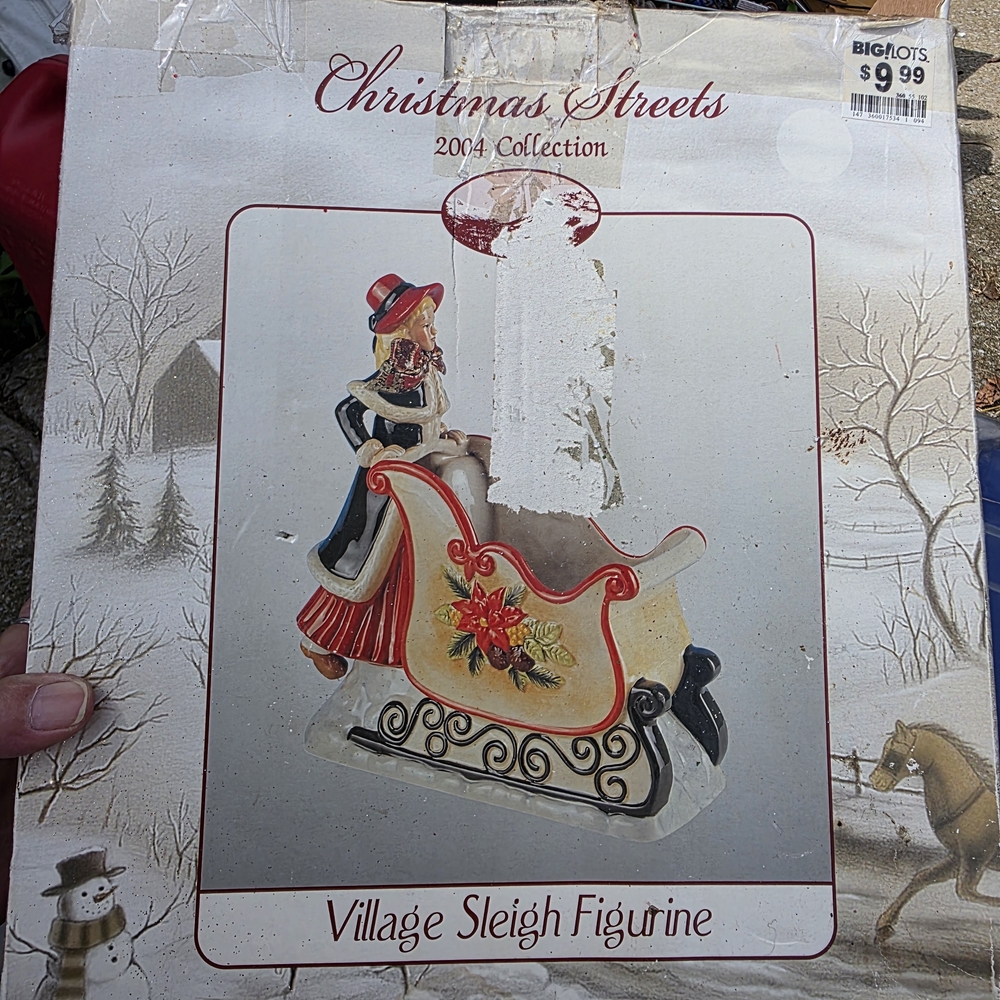 Christmas Streets
2004 Collection
BIG!LOTS.
$9.99
Village Sleigh Figurine